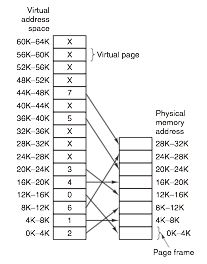 Virtual
address
space
60K–64K X
56K–60K X
Virtual page
52K–56K X
48K–52K X
44K–48K 7
40K–44K X
36K–40K 5
32K–36K X
28K–32K X
24K–28K X
20K–24K 3
16K–20K 4
12K–16K 0
8K–12K 6
4K–8K 1
0K–4K 2
Physical
memory
address
28K–32K
24K–28K
20K–24K
16K–20K
12K–16K
8K–12K
4K–8K
0K–4K
Page frame